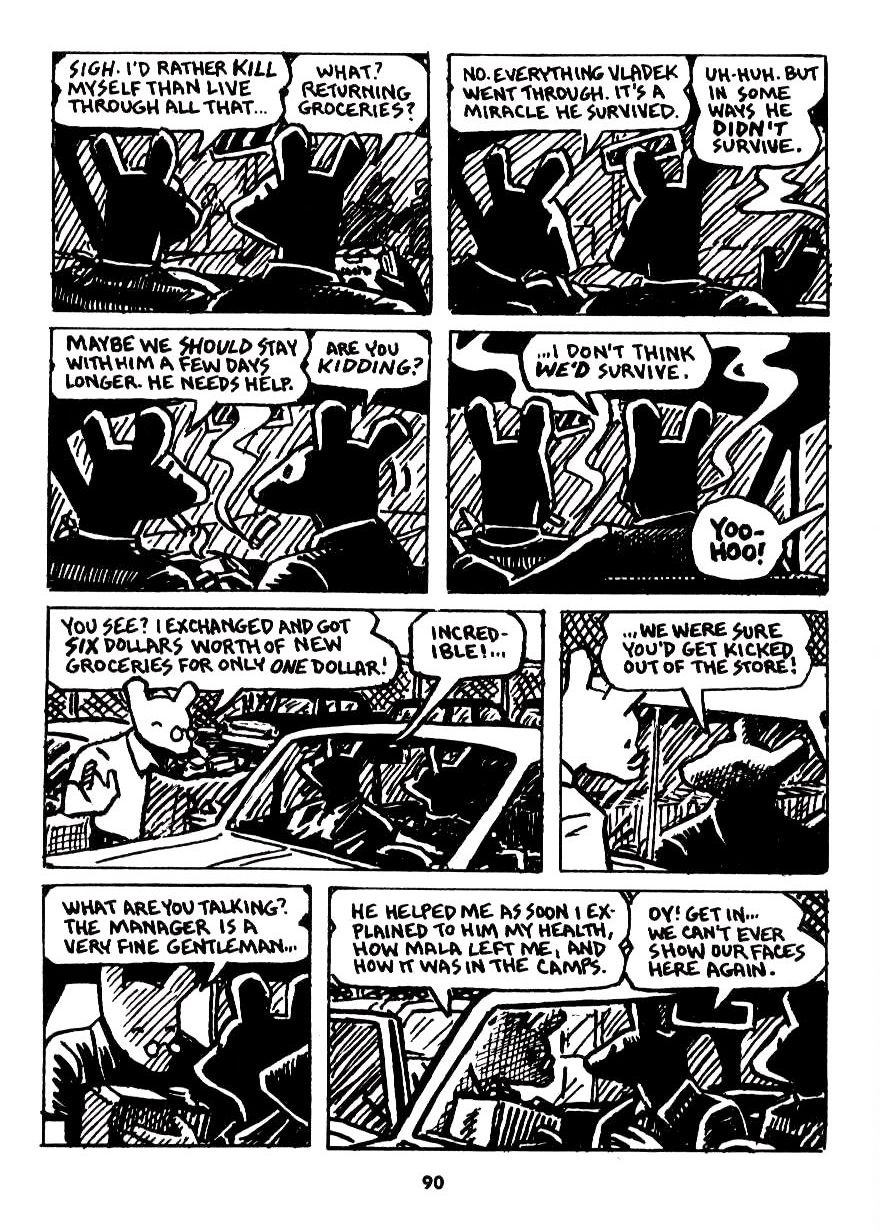 SIGH. I'D RATHER KILL
MYSELF THAN LIVE
THROUGH ALL THAT...
WHAT?
RETURNING
GROCERIES?
NO. EVERYTHING VLADEK
WENT THROUGH. IT'S A
MIRACLE HE SURVIVED.
UH-HUH. BUT
IN SOME
WAYS HE
DIDN'T
SURVIVE.
MAYBE WE SHOULD STAY
WITH HIM A FEW DAYS
LONGER. HE NEEDS HELP.
ARE YOU
KIDDING?
...I DON'T THINK
WE'D SURVIVE.
YOO-
HOO!
YOU SEE? I EXCHANGED AND GOT
SIX DOLLARS WORTH OF NEW
GROCERIES FOR ONLY ONE DOLLAR!
INCRED-
IBLE!...
...WE WERE SURE
YOU'D GET KICKED
OUT OF THE STORE!
WHAT ARE YOU TALKING?
THE MANAGER IS A
VERY FINE GENTLEMAN...
HE HELPED ME AS SOON I EX-
PLAINED TO HIM MY HEALTH,
HOW MALA LEFT ME, AND
HOW IT WAS IN THE CAMPS.
OY! GET IN...
WE CAN'T EVER
SHOW OUR FACES
HERE AGAIN.
90